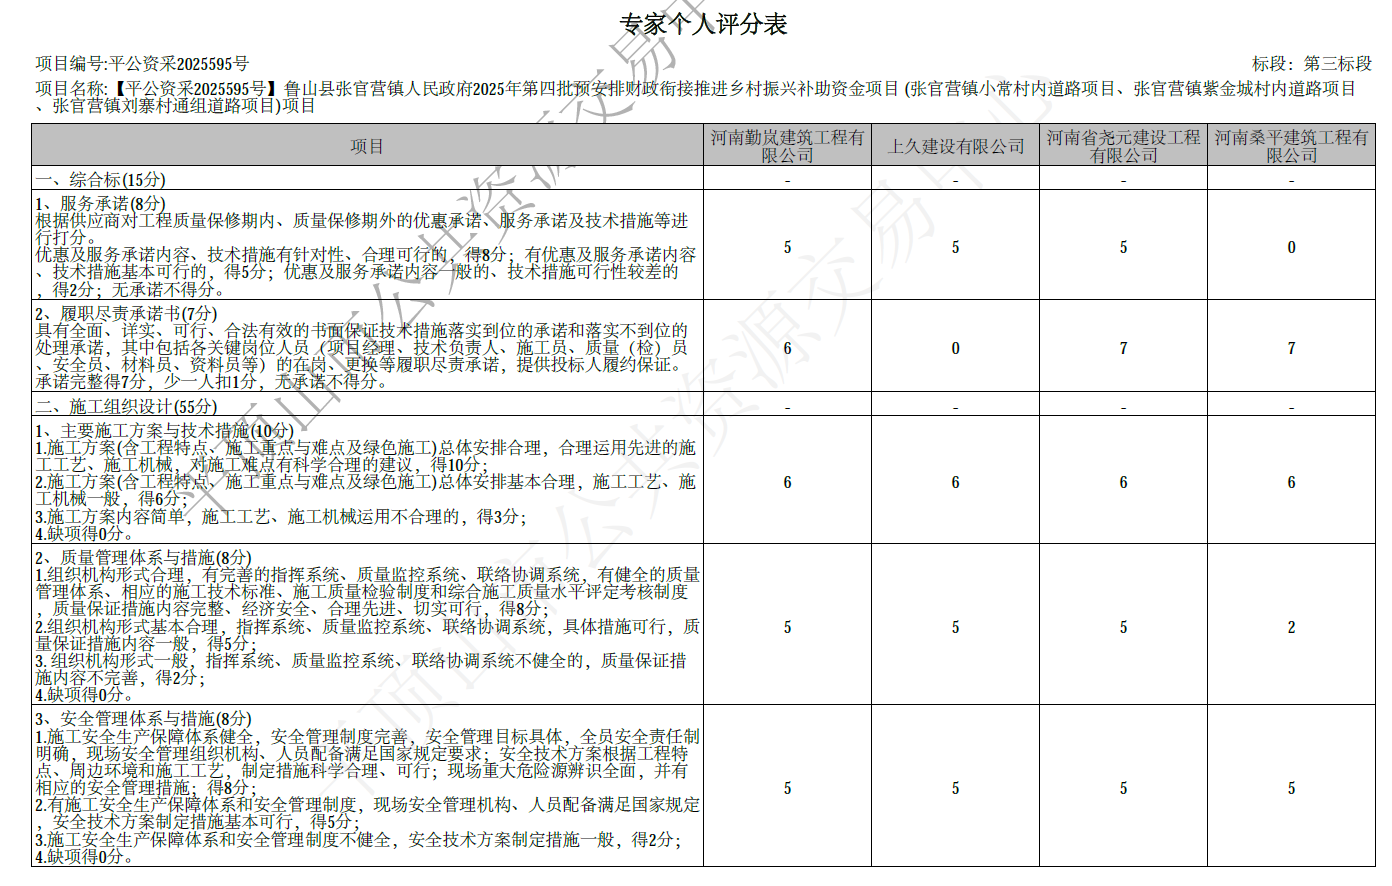 专家个人评分表
项目编号:平公资采2025595号
标段：第三标段
项目名称:【平公资采2025595号】鲁山县张官营镇人民政府2025年第四批预安排财政衔接推进乡村振兴补助资金项目 (张官营镇小常村内道路项目、张官营镇紫金城村内道路项目
、张官营镇刘寨村通组道路项目)项目
项目
河南勤岚建筑工程有
限公司
上久建设有限公司
河南省尧元建设工程
有限公司
河南桑平建筑工程有
限公司
一、综合标(15分)
- - - -
1、服务承诺(8分)
根据供应商对工程质量保修期内、质量保修期外的优惠承诺、服务承诺及技术措施等进
行打分。
优惠及服务承诺内容、技术措施有针对性、合理可行的，得8分；有优惠及服务承诺内容
、技术措施基本可行的，得5分；优惠及服务承诺内容一般的、技术措施可行性较差的
，得2分；无承诺不得分。
5 5 5 0
2、履职尽责承诺书(7分)
具有全面、详实、可行、合法有效的书面保证技术措施落实到位的承诺和落实不到位的
处理承诺，其中包括各关键岗位人员（项目经理、技术负责人、施工员、质量（检）员
、安全员、材料员、资料员等）的在岗、更换等履职尽责承诺，提供投标人履约保证。
承诺完整得7分，少一人扣1分，无承诺不得分。
6 0 7 7
二、施工组织设计(55分)
- - - -
1、主要施工方案与技术措施(10分)
1.施工方案(含工程特点、施工重点与难点及绿色施工)总体安排合理，合理运用先进的施
工工艺、施工机械，对施工难点有科学合理的建议，得10分；
2.施工方案(含工程特点、施工重点与难点及绿色施工)总体安排基本合理，施工工艺、施
工机械一般，得6分；
3.施工方案内容简单，施工工艺、施工机械运用不合理的，得3分；
4.缺项得0分。
6 6 6 6
2、质量管理体系与措施(8分)
1.组织机构形式合理，有完善的指挥系统、质量监控系统、联络协调系统，有健全的质量
管理体系、相应的施工技术标准、施工质量检验制度和综合施工质量水平评定考核制度
，质量保证措施内容完整、经济安全、合理先进、切实可行，得8分；
2.组织机构形式基本合理，指挥系统、质量监控系统、联络协调系统，具体措施可行，质
量保证措施内容一般，得5分；
3. 组织机构形式一般，指挥系统、质量监控系统、联络协调系统不健全的，质量保证措
施内容不完善，得2分；
4.缺项得0分。
5 5 5 2
3、安全管理体系与措施(8分)
1.施工安全生产保障体系健全，安全管理制度完善，安全管理目标具体，全员安全责任制
明确，现场安全管理组织机构、人员配备满足国家规定要求；安全技术方案根据工程特
点、周边环境和施工工艺，制定措施科学合理、可行；现场重大危险源辨识全面，并有
相应的安全管理措施；得8分；
2.有施工安全生产保障体系和安全管理制度，现场安全管理机构、人员配备满足国家规定
，安全技术方案制定措施基本可行，得5分；
3.施工安全生产保障体系和安全管理制度不健全，安全技术方案制定措施一般，得2分；
4.缺项得0分。
5 5 5 5
平顶山市公共资源交易中
平顶山市公共资源交易中心